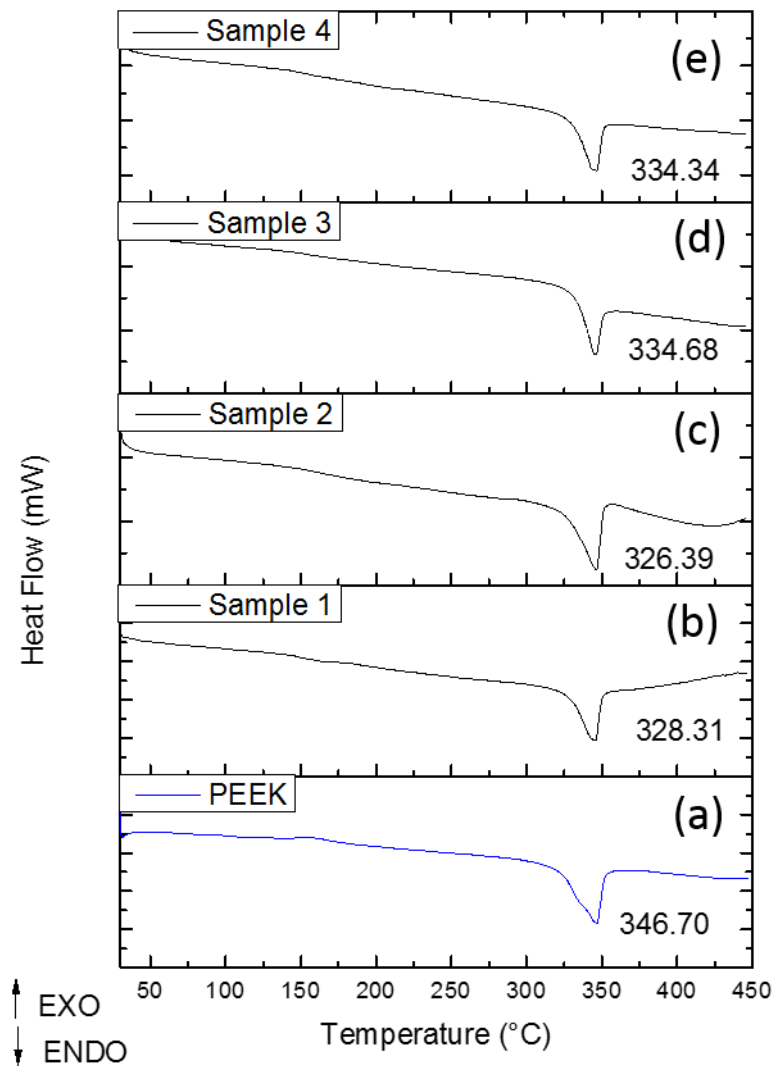 Sample 4
(e)
334.34
Sample 3
(d)
334.68
Sample 2
(c)
326.39
Sample 1
(b)
328.31
PEEK
(a)
346.70
Heat Flow (mW)
50 100 150 200 250 300 350 400 450
Temperature (°C)
EXO
ENDO